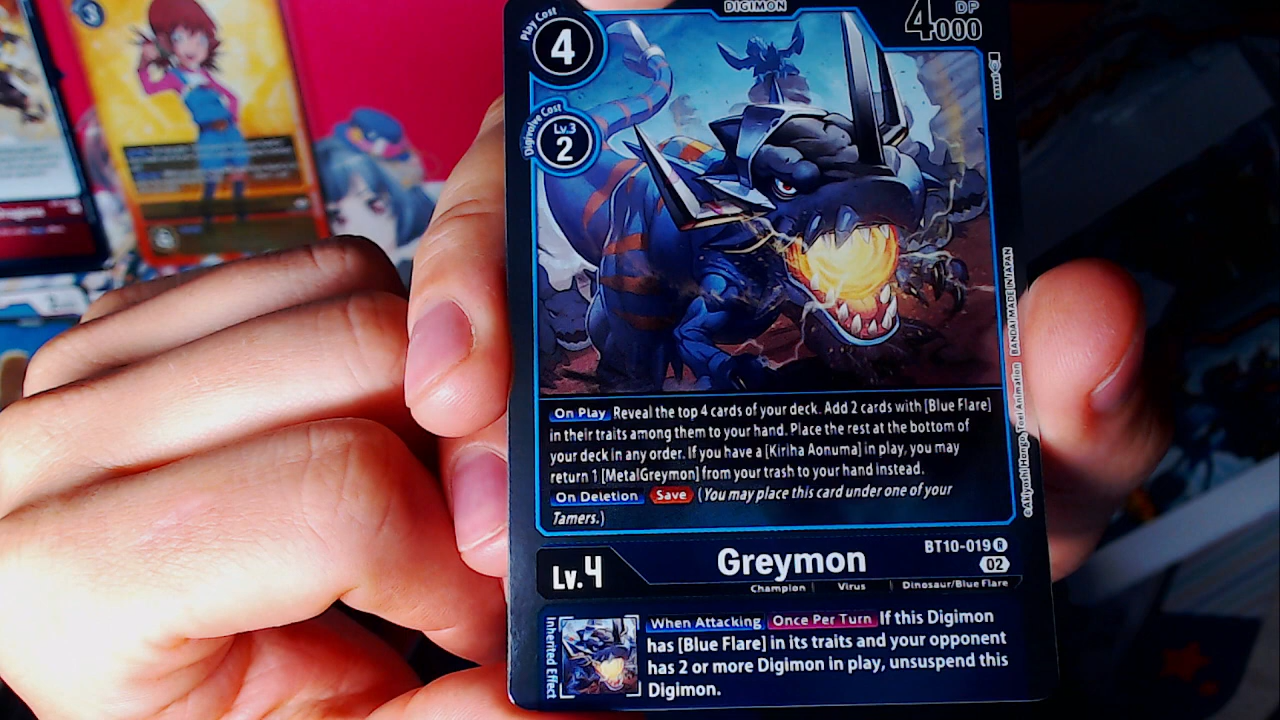 DIGIMON
Play Cost
4
DP
4000
Digivolve Cost
Lv.3
2
©Akiyoshi Hongo, Toei Animation BANDAI MADE IN JAPAN
On Play Reveal the top 4 cards of your deck. Add 2 cards with [Blue Flare]
in their traits among them to your hand. Place the rest at the bottom of
your deck in any order. If you have a [Kiriha Aonuma] in play, you may
return 1 [MetalGreymon] from your trash to your hand instead.
On Deletion Save (You may place this card under one of your
Tamers.)
Lv.4
Greymon
BT10-019 R
02
Champion Virus Dinosaur/Blue Flare
Inherited Effect
When Attacking Once Per Turn If this Digimon
has [Blue Flare] in its traits and your opponent
has 2 or more Digimon in play, unsuspend this
Digimon.
3